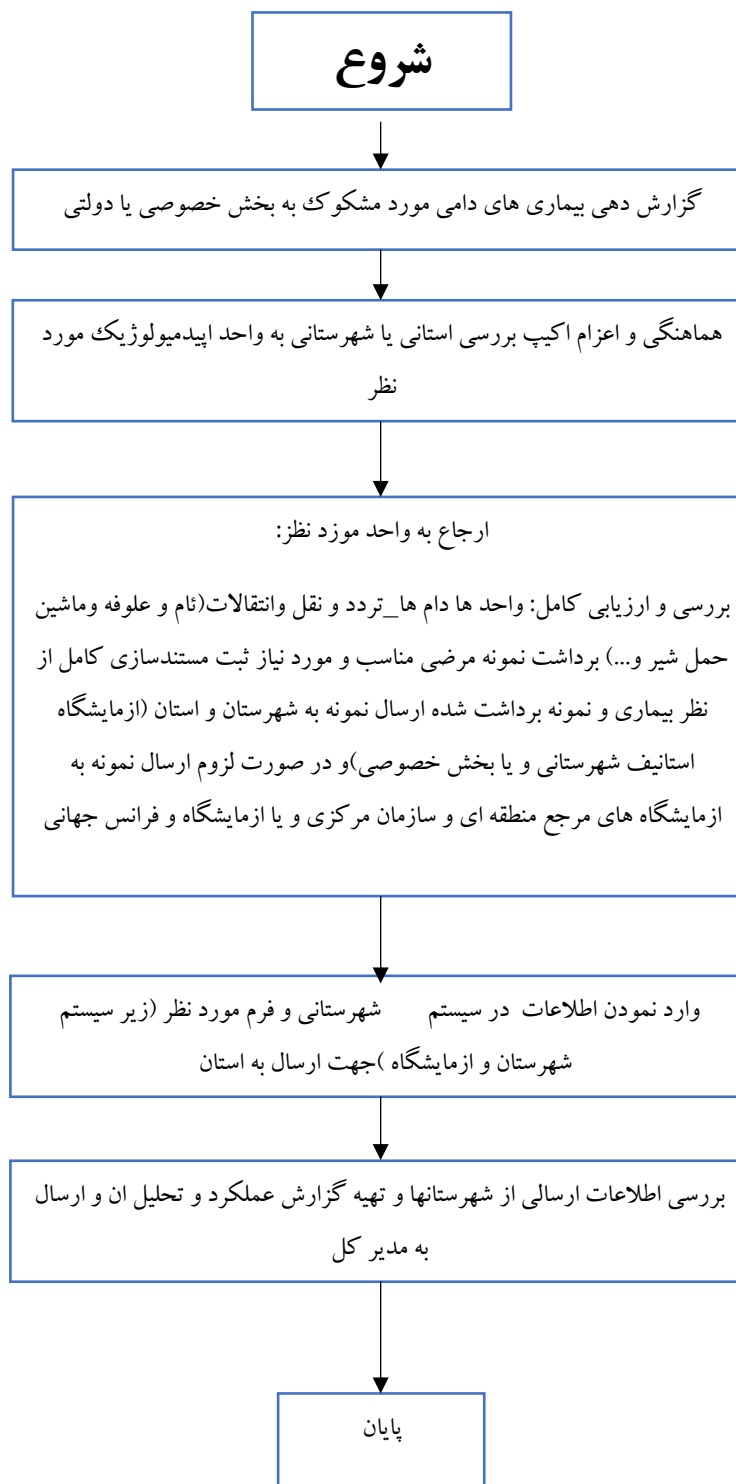 شروع
گزارش دهی بیماری های دامی مورد مشکوک به بخش خصوصی یا دولتی
هماهنگی و اعزام اکیپ بررسی استانی یا شهرستانی به واحد اپیدمیولوژیک مورد
نظر
ارجاع به واحد موزد نظز:
بررسی و ارزیابی کامل: واحد ها دام ها_تردد و نقل وانتقالات(ئام و علوفه وماشین
حمل شیر و...) برداشت نمونه مرضی مناسب و مورد نیاز ثبت مستندسازی کامل از
نظر بیماری و نمونه برداشت شده ارسال نمونه به شهرستان و استان (ازمایشگاه
استانیف شهرستانی و یا بخش خصوصی)و در صورت لزوم ارسال نمونه به
ازمایشگاه های مرجع منطقه ای و سازمان مرکزی و یا ازمایشگاه و فرانس جهانی
وارد نمودن اطلاعات در سیستم شهرستانی و فرم مورد نظر (زیر سیستم
شهرستان و ازمایشگاه )جهت ارسال به استان
بررسی اطلاعات ارسالی از شهرستانها و تهیه گزارش عملکرد و تحلیل ان و ارسال
به مدیر کل
پایان